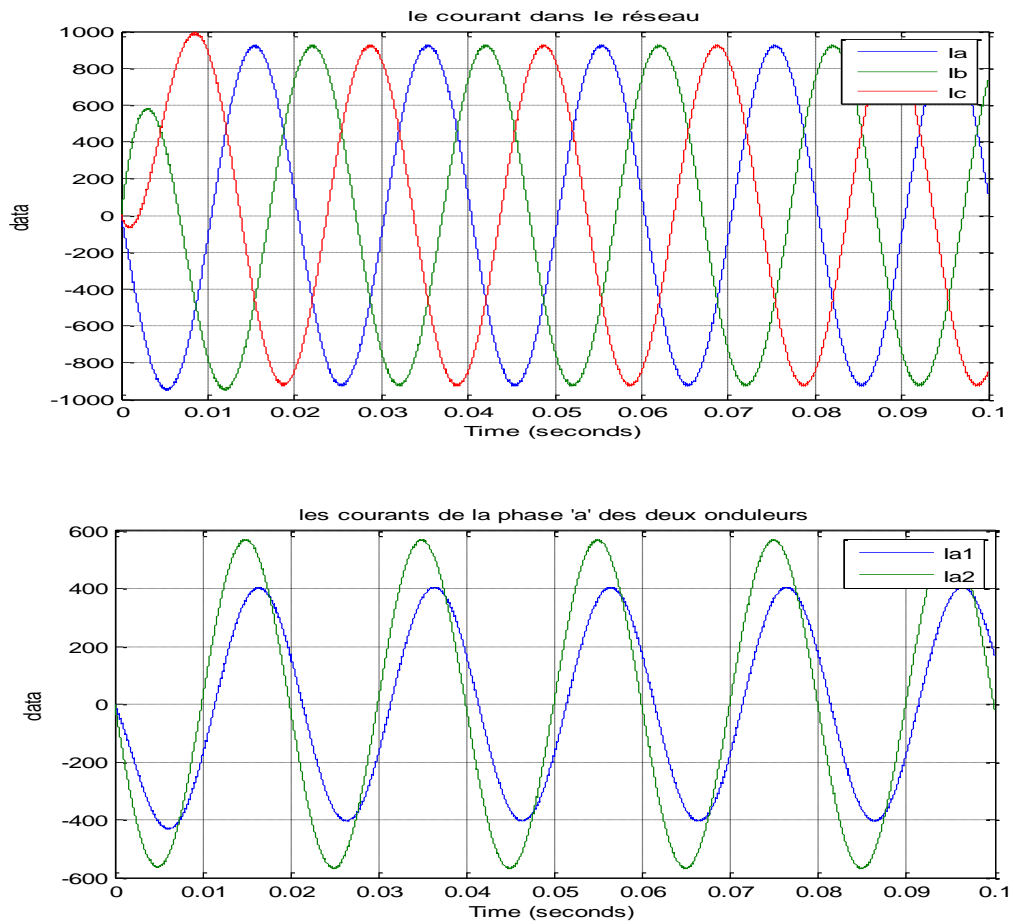 le courant dans le réseau
1000
800
600
400
200
0
-200
-400
-600
-800
-1000
data
Ia
Ib
Ic
0 0.01 0.02 0.03 0.04 0.05 0.06 0.07 0.08 0.09 0.1
Time (seconds)
les courants de la phase 'a' des deux onduleurs
600
400
200
0
-200
-400
-600
data
Ia1
Ia2
0 0.01 0.02 0.03 0.04 0.05 0.06 0.07 0.08 0.09 0.1
Time (seconds)